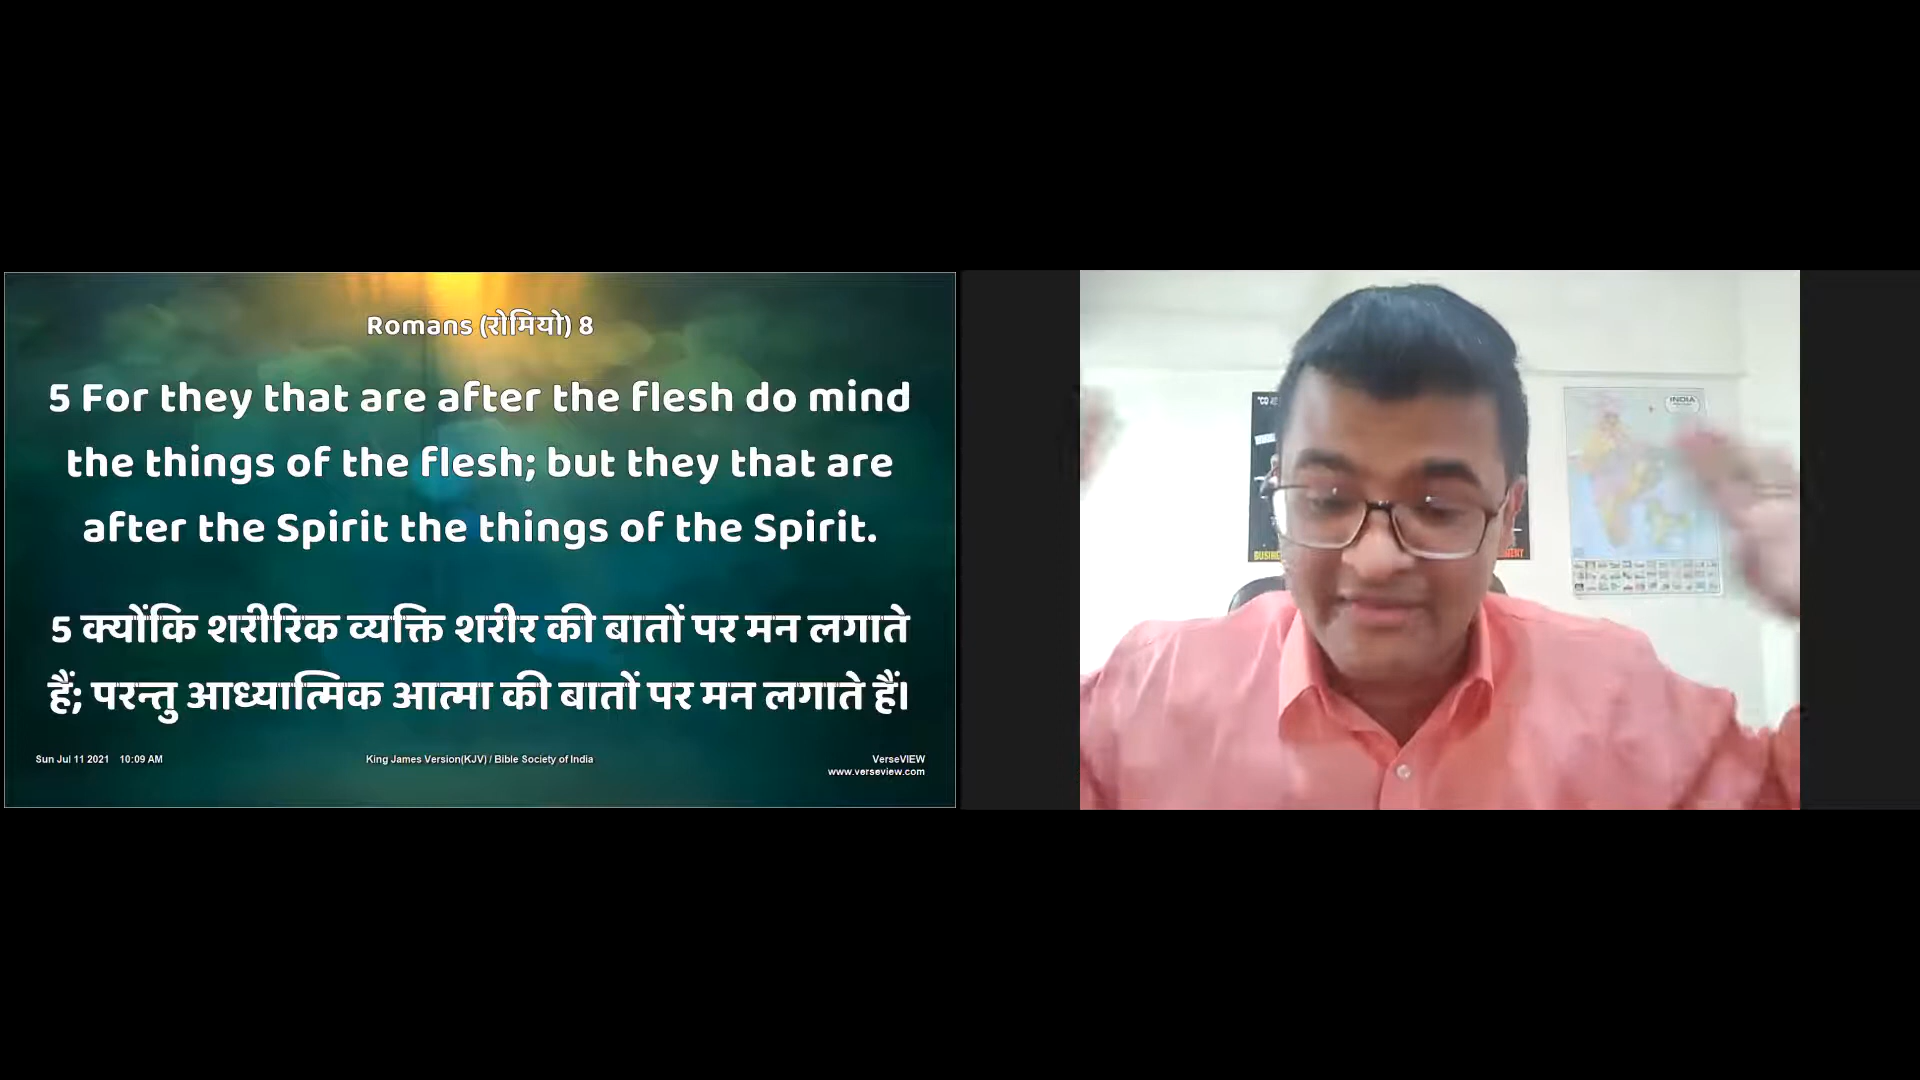 Romans (रोमियो) 8
5 For they that are after the flesh do mind
the things of the flesh; but they that are
after the Spirit the things of the Spirit.
5 क्योंकि शरीरिक व्यक्ति शरीर की बातों पर मन लगाते
हैं; परन्तु आध्यात्मिक आत्मा की बातों पर मन लगाते हैं।
Sun Jul 11 2021 10:09 AM
King James Version(KJV) / Bible Society of India
VerseVIEW
www.verseview.com
INDIA